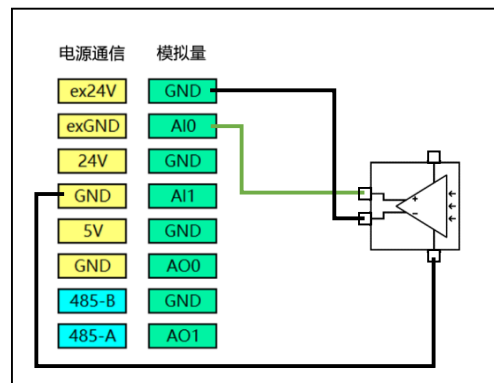 电源通信 模拟量
ex24V GND
exGND AI0
24V GND
GND AI1
5V GND
GND AO0
485-B GND
485-A AO1
+
−